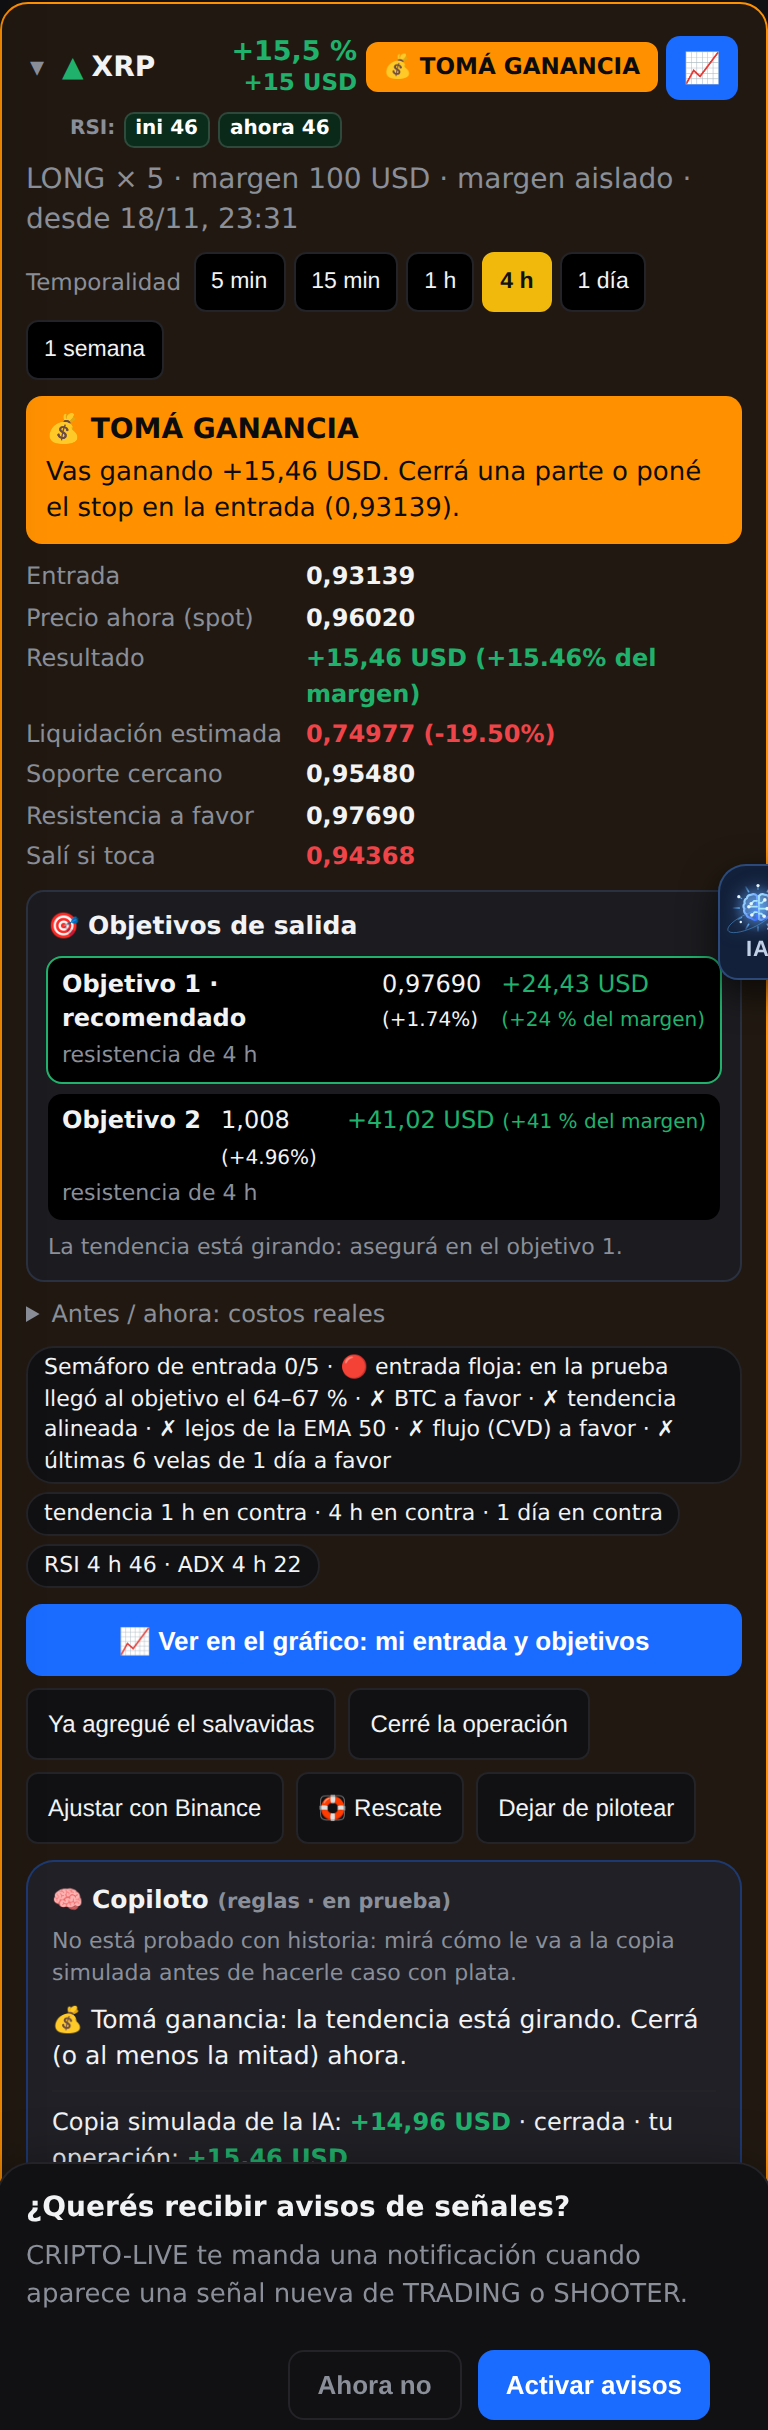 ▼ ▲ XRP +15,5 % 💰 TOMÁ GANANCIA 📈
+15 USD
RSI: ini 46 ahora 46
LONG × 5 · margen 100 USD · margen aislado ·
desde 18/11, 23:31
Temporalidad 5 min 15 min 1 h 4 h 1 día
1 semana
💰 TOMÁ GANANCIA
Vas ganando +15,46 USD. Cerrá una parte o poné
el stop en la entrada (0,93139).
Entrada 0,93139
Precio ahora (spot) 0,96020
Resultado +15,46 USD (+15.46% del
margen)
Liquidación estimada 0,74977 (-19.50%)
Soporte cercano 0,95480
Resistencia a favor 0,97690
Salí si toca 0,94368
IA
🎯 Objetivos de salida
Objetivo 1 · 0,97690 +24,43 USD
recomendado (+1.74%) (+24 % del margen)
resistencia de 4 h
Objetivo 2 1,008 +41,02 USD (+41 % del margen)
(+4.96%)
resistencia de 4 h
La tendencia está girando: asegurá en el objetivo 1.
▶ Antes / ahora: costos reales
Semáforo de entrada 0/5 · 🔴 entrada floja: en la prueba
llegó al objetivo el 64–67 % · ✗ BTC a favor · ✗ tendencia
alineada · ✗ lejos de la EMA 50 · ✗ flujo (CVD) a favor · ✗
últimas 6 velas de 1 día a favor
tendencia 1 h en contra · 4 h en contra · 1 día en contra
RSI 4 h 46 · ADX 4 h 22
📈 Ver en el gráfico: mi entrada y objetivos
Ya agregué el salvavidas Cerré la operación
Ajustar con Binance 🛟 Rescate Dejar de pilotear
🧠 Copiloto (reglas · en prueba)
No está probado con historia: mirá cómo le va a la copia
simulada antes de hacerle caso con plata.
💰 Tomá ganancia: la tendencia está girando. Cerrá
(o al menos la mitad) ahora.
Copia simulada de la IA: +14,96 USD · cerrada · tu
operación: +15,46 USD
¿Querés recibir avisos de señales?
CRIPTO-LIVE te manda una notificación cuando
aparece una señal nueva de TRADING o SHOOTER.
Ahora no Activar avisos